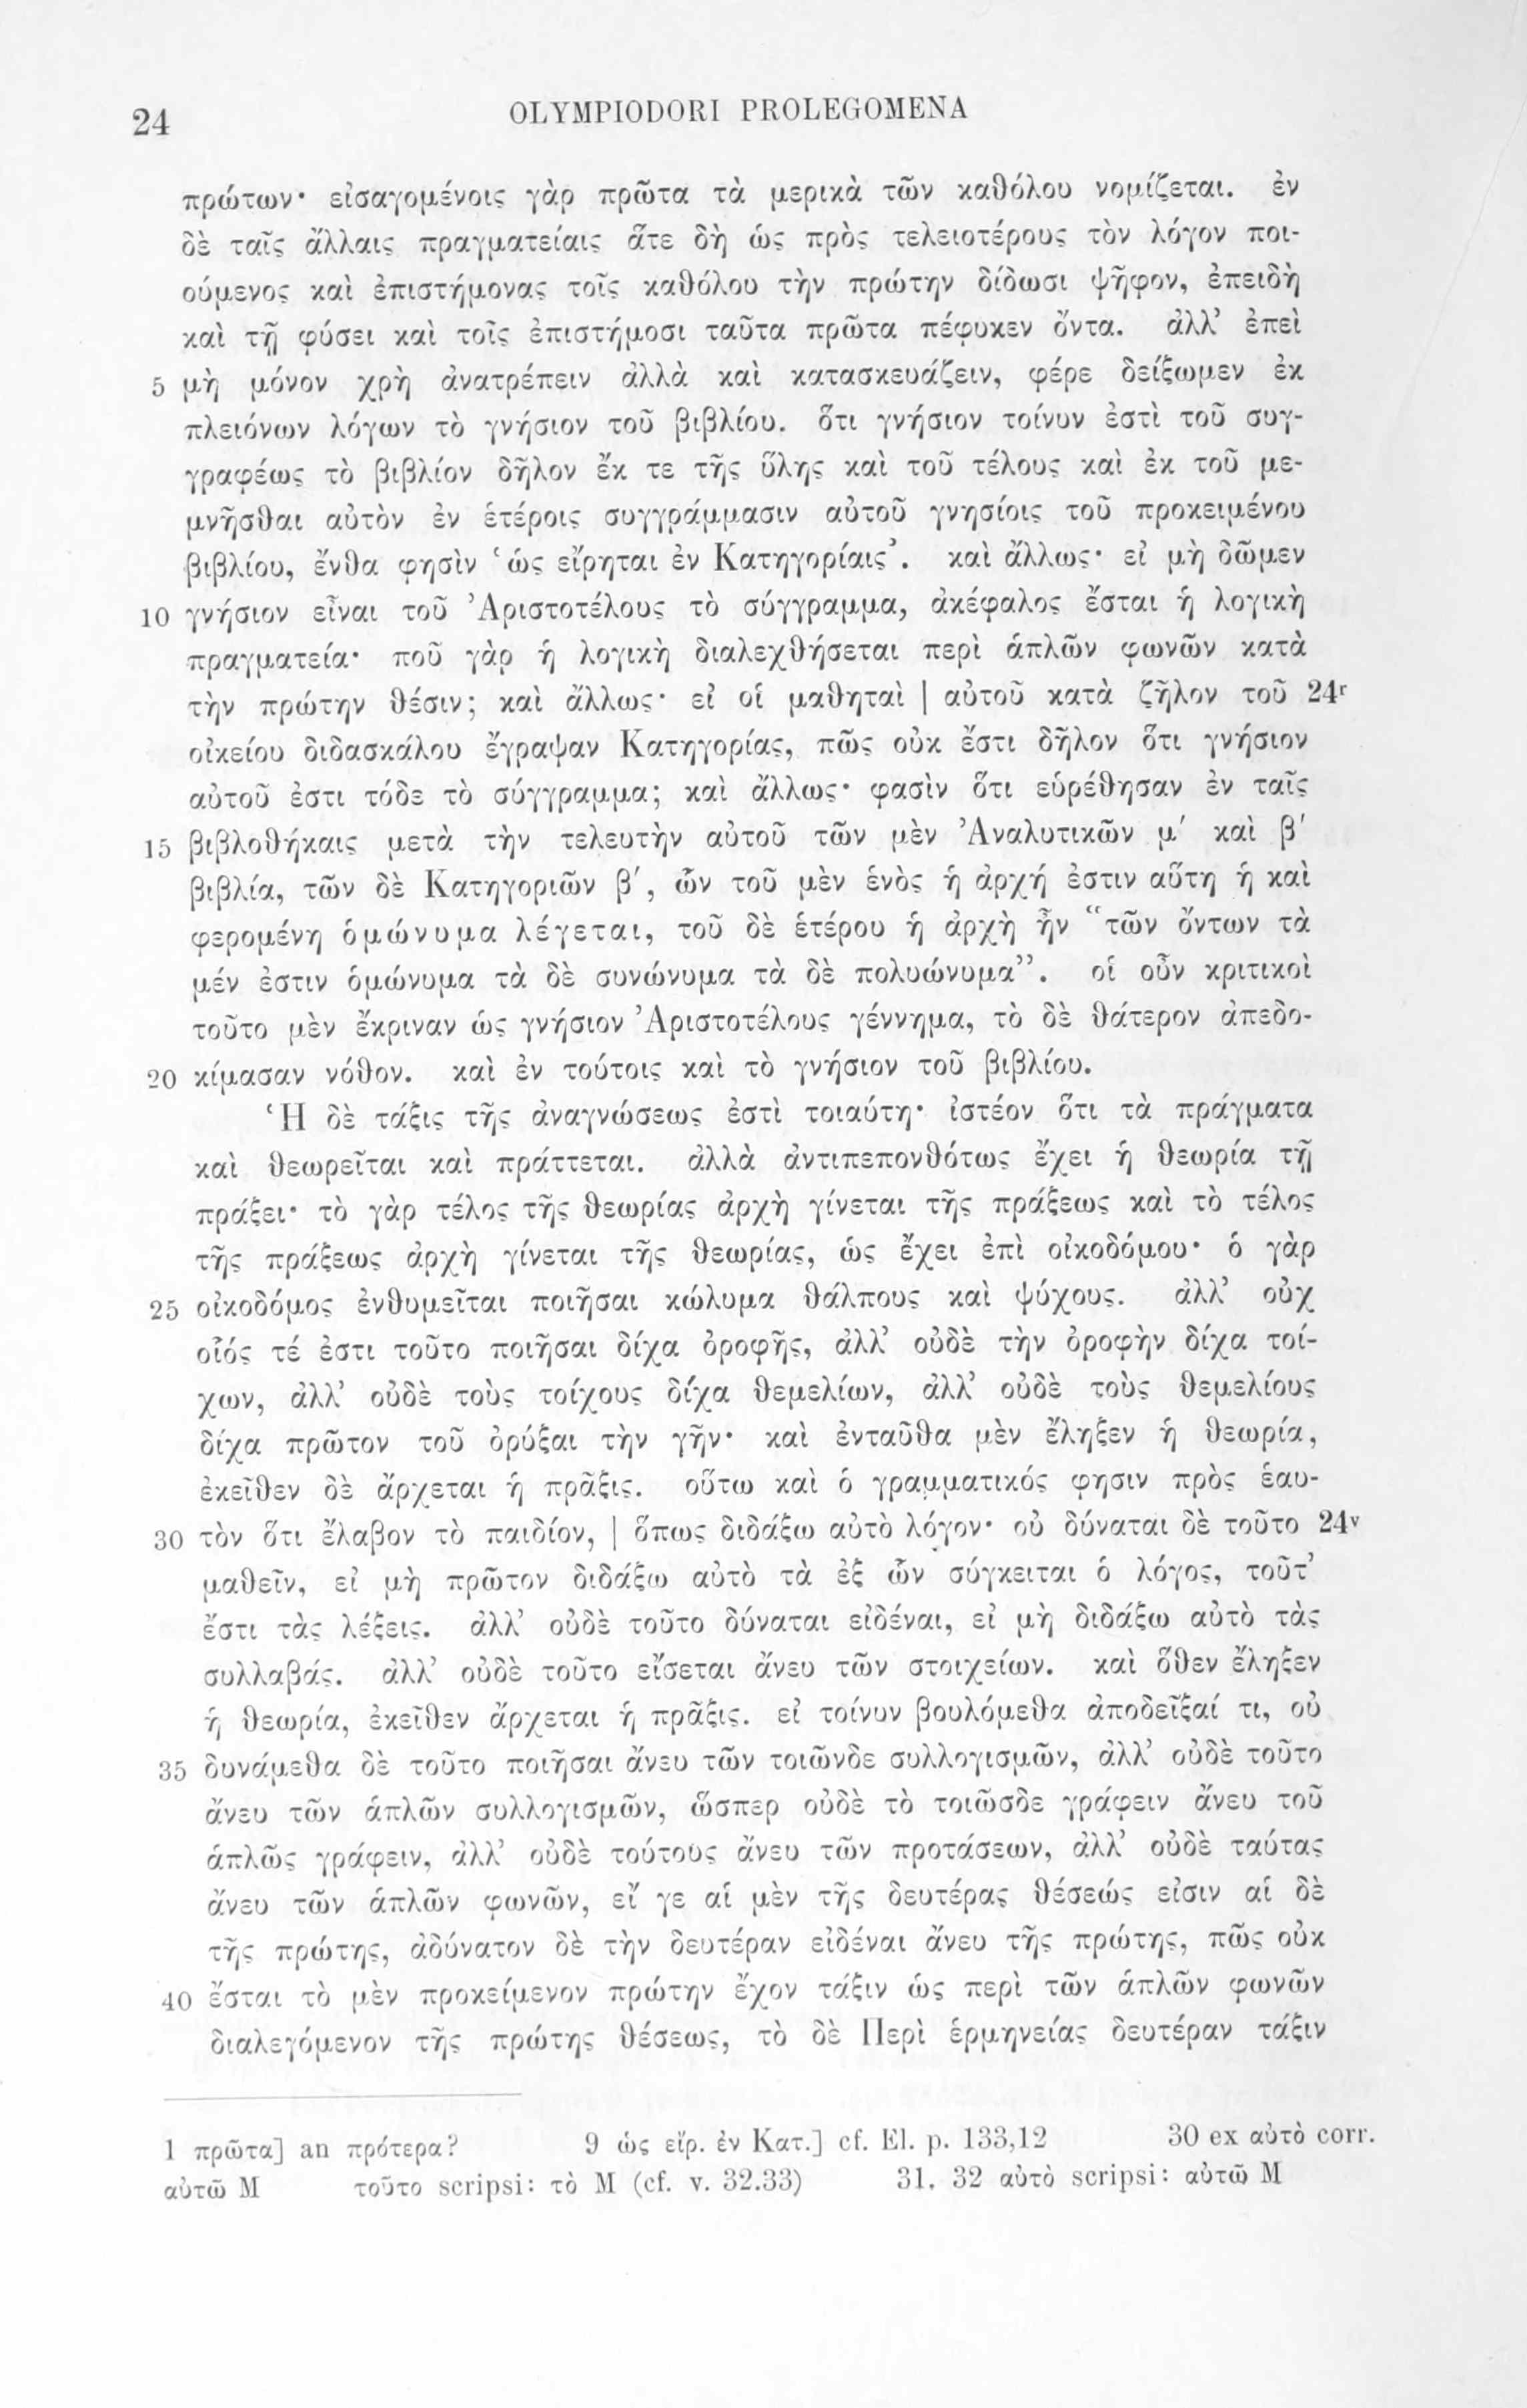 24 OLYMPIODORI PROLEGOMENA
πρώτων· εἰσαγομένοις γὰρ πρῶτα τὰ μερικὰ τῶν καθόλου νομίζεται. ἐν
δὲ ταῖς ἄλλαις πραγματείαις ἅτε δὴ ὡς πρὸς τελειοτέρους τὸν λόγον ποι-
ούμενος καὶ ἐπιστήμονας τοῖς καθόλου τὴν πρώτην δίδωσι ψῆφον, ἐπειδὴ
καὶ τῇ φύσει καὶ τοῖς ἐπιστήμοσι ταῦτα πρῶτα πέφυκεν ὄντα. ἀλλ’ ἐπεὶ
5 μὴ μόνον χρὴ ἀνατρέπειν ἀλλὰ καὶ κατασκευάζειν, φέρε δείξωμεν ἐκ
πλειόνων λόγων τὸ γνήσιον τοῦ βιβλίου. ὅτι γνήσιον τοίνυν ἐστὶ τοῦ συγ-
γραφέως τὸ βιβλίον δῆλον ἔκ τε τῆς ὕλης καὶ τοῦ τέλους καὶ ἐκ τοῦ με-
μνῆσθαι αὐτὸν ἐν ἑτέροις συγγράμμασιν αὐτοῦ γνησίοις τοῦ προκειμένου
βιβλίου, ἔνθα φησὶν ‘ὡς εἴρηται ἐν Κατηγορίαις’. καὶ ἄλλως· εἰ μὴ δῶμεν
10 γνήσιον εἶναι τοῦ Ἀριστοτέλους τὸ σύγγραμμα, ἀκέφαλος ἔσται ἡ λογικὴ
πραγματεία· ποῦ γὰρ ἡ λογικὴ διαλεχθήσεται περὶ ἁπλῶν φωνῶν κατὰ
τὴν πρώτην θέσιν; καὶ ἄλλως· εἰ οἱ μαθηταὶ | αὐτοῦ κατὰ ζῆλον τοῦ 24r
οἰκείου διδασκάλου ἔγραψαν Κατηγορίας, πῶς οὐκ ἔστι δῆλον ὅτι γνήσιον
αὐτοῦ ἐστι τόδε τὸ σύγγραμμα; καὶ ἄλλως· φασὶν ὅτι εὑρέθησαν ἐν ταῖς
15 βιβλοθήκαις μετὰ τὴν τελευτὴν αὐτοῦ τῶν μὲν Ἀναλυτικῶν μ′ καὶ β′
βιβλία, τῶν δὲ Κατηγοριῶν β′, ὧν τοῦ μὲν ἑνὸς ἡ ἀρχή ἐστιν αὕτη ἡ καὶ
φερομένη ὁμώνυμα λέγεται, τοῦ δὲ ἑτέρου ἡ ἀρχὴ ἦν “τῶν ὄντων τὰ
μέν ἐστιν ὁμώνυμα τὰ δὲ συνώνυμα τὰ δὲ πολυώνυμα”. οἱ οὖν κριτικοὶ
τοῦτο μὲν ἔκριναν ὡς γνήσιον Ἀριστοτέλους γέννημα, τὸ δὲ θάτερον ἀπεδο-
20 κίμασαν νόθον. καὶ ἐν τούτοις καὶ τὸ γνήσιον τοῦ βιβλίου.
Ἡ δὲ τάξις τῆς ἀναγνώσεως ἐστὶ τοιαύτη· ἰστέον ὅτι τὰ πράγματα
καὶ θεωρεῖται καὶ πράττεται. ἀλλὰ ἀντιπεπονθότως ἔχει ἡ θεωρία τῇ
πράξει· τὸ γὰρ τέλος τῆς θεωρίας ἀρχὴ γίνεται τῆς πράξεως καὶ τὸ τέλος
τῆς πράξεως ἀρχὴ γίνεται τῆς θεωρίας, ὡς ἔχει ἐπὶ οἰκοδόμου· ὁ γὰρ
25 οἰκοδόμος ἐνθυμεῖται ποιῆσαι κώλυμα θάλπους καὶ ψύχους. ἀλλ’ οὐχ
οἷός τέ ἐστι τοῦτο ποιῆσαι δίχα ὀροφῆς, ἀλλ’ οὐδὲ τὴν ὀροφὴν δίχα τοί-
χων, ἀλλ’ οὐδὲ τοὺς τοίχους δίχα θεμελίων, ἀλλ’ οὐδὲ τοὺς θεμελίους
δίχα πρῶτον τοῦ ὀρύξαι τὴν γῆν· καὶ ἐνταῦθα μὲν ἔληξεν ἡ θεωρία,
ἐκεῖθεν δὲ ἄρχεται ἡ πρᾶξις. οὕτω καὶ ὁ γραμματικός φησιν πρὸς ἑαυ-
30 τὸν ὅτι ἔλαβον τὸ παιδίον, | ὅπως διδάξω αὐτὸ λόγον· οὐ δύναται δὲ τοῦτο 24v
μαθεῖν, εἰ μὴ πρῶτον διδάξω αὐτὸ τὰ ἐξ ὧν σύγκειται ὁ λόγος, τοῦτ’
ἔστι τὰς λέξεις. ἀλλ’ οὐδὲ τοῦτο δύναται εἰδέναι, εἰ μὴ διδάξω αὐτὸ τὰς
συλλαβάς. ἀλλ’ οὐδὲ τοῦτο εἴσεται ἄνευ τῶν στοιχείων. καὶ ὅθεν ἔληξεν
ἡ θεωρία, ἐκεῖθεν ἄρχεται ἡ πρᾶξις. εἰ τοίνυν βουλόμεθα ἀποδεῖξαί τι, οὐ
35 δυνάμεθα δὲ τοῦτο ποιῆσαι ἄνευ τῶν τοιῶνδε συλλογισμῶν, ἀλλ’ οὐδὲ τοῦτο
ἄνευ τῶν ἁπλῶν συλλογισμῶν, ὥσπερ οὐδὲ τὸ τοιῶσδε γράφειν ἄνευ τοῦ
ἁπλῶς γράφειν, ἀλλ’ οὐδὲ τούτους ἄνευ τῶν προτάσεων, ἀλλ’ οὐδὲ ταύτας
ἄνευ τῶν ἁπλῶν φωνῶν, εἴ γε αἱ μὲν τῆς δευτέρας θέσεώς εἰσιν αἱ δὲ
τῆς πρώτης, ἀδύνατον δὲ τὴν δευτέραν εἰδέναι ἄνευ τῆς πρώτης, πῶς οὐκ
40 ἔσται τὸ μὲν προκείμενον πρώτην ἔχον τάξιν ὡς περὶ τῶν ἁπλῶν φωνῶν
διαλεγόμενον τῆς πρώτης θέσεως, τὸ δὲ Περὶ ἑρμηνείας δευτέραν τάξιν
1 πρῶτα] an πρότερα? 9 ὡς εἴρ. ἐν Κατ.] cf. El. p. 133,12 30 ex αὐτὸ corr.
αὐτῶ M τοῦτο scripsi: τὸ M (cf. v. 32.33) 31. 32 αὐτὸ scripsi: αὐτῶ M